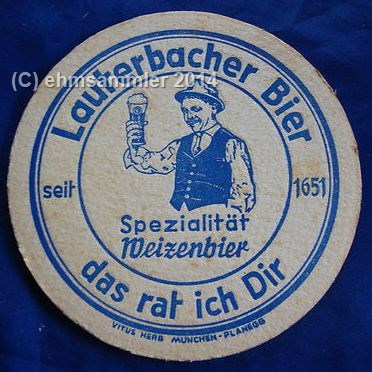 (C) ehmsammler 2014
Lauterbacher Bier
seit 1651
Spezialität
Weizenbier
das rat ich Dir
VITUS HERB MÜNCHEN-PLANEGG